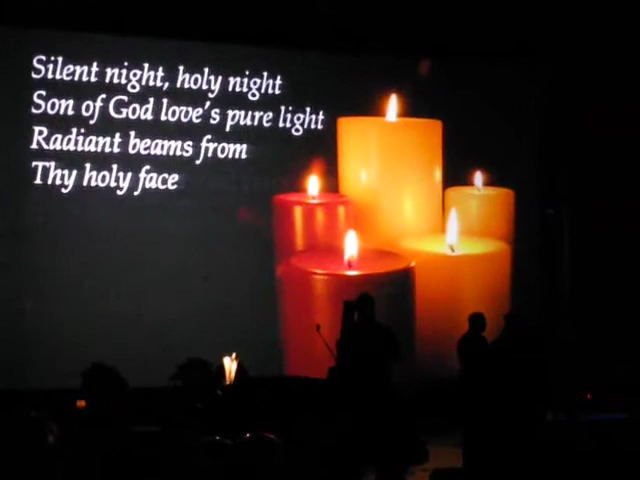 Silent night, holy night
Son of God love's pure light
Radiant beams from
Thy holy face